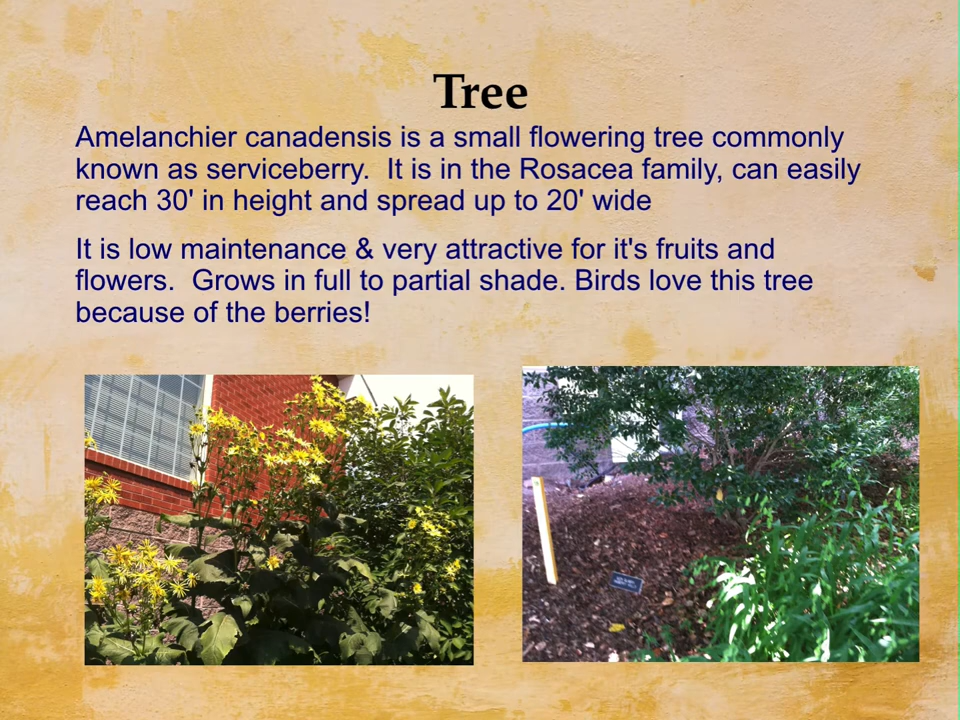 Tree
Amelanchier canadensis is a small flowering tree commonly
known as serviceberry.  It is in the Rosacea family, can easily
reach 30' in height and spread up to 20' wide
It is low maintenance & very attractive for it's fruits and
flowers.  Grows in full to partial shade. Birds love this tree
because of the berries!